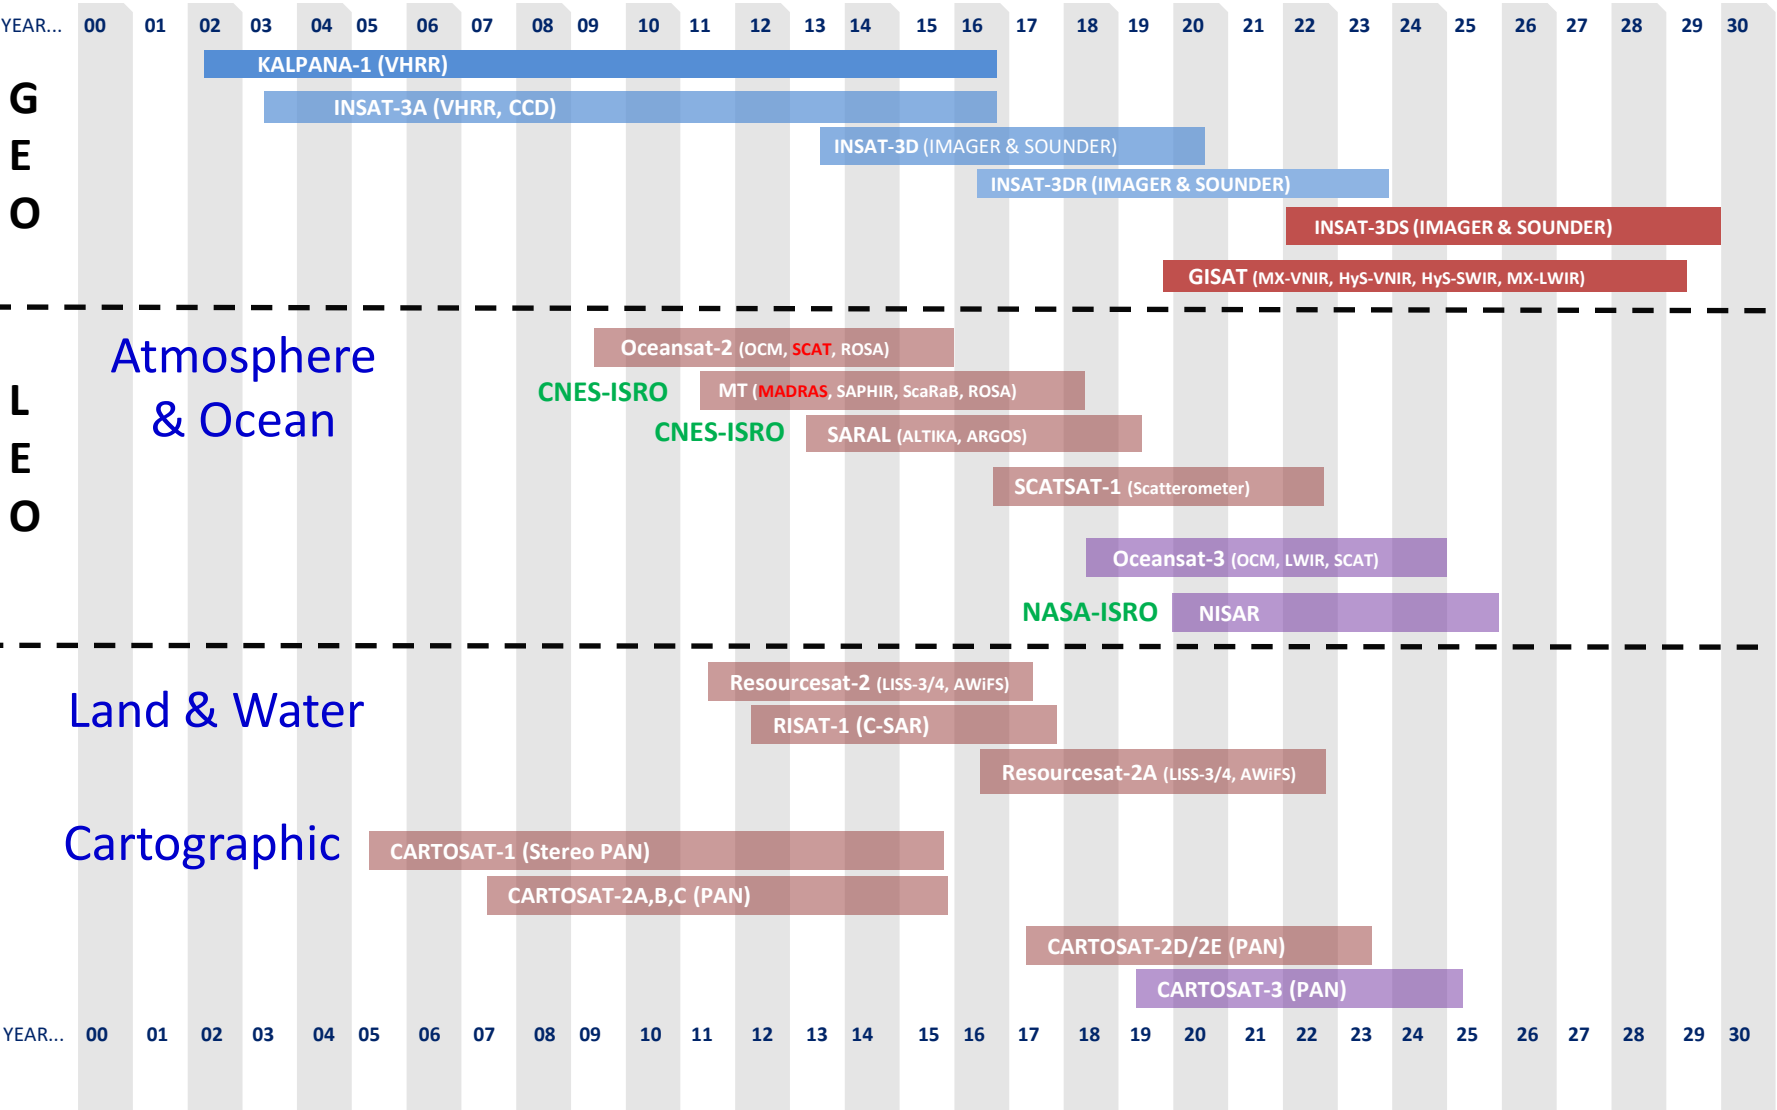 YEAR... 00 01 02 03 04 05 06 07 08 09 10 11 12 13 14 15 16 17 18 19 20 21 22 23 24 25 26 27 28 29 30
G
E
O
KALPANA-1 (VHRR)
INSAT-3A (VHRR, CCD)
INSAT-3D (IMAGER & SOUNDER)
INSAT-3DR (IMAGER & SOUNDER)
INSAT-3DS (IMAGER & SOUNDER)
GISAT (MX-VNIR, HyS-VNIR, HyS-SWIR, MX-LWIR)
L
E
O
Atmosphere
& Ocean
Oceansat-2 (OCM, SCAT, ROSA)
CNES-ISRO MT (MADRAS, SAPHIR, ScaRaB, ROSA)
CNES-ISRO SARAL (ALTIKA, ARGOS)
SCATSAT-1 (Scatterometer)
Oceansat-3 (OCM, LWIR, SCAT)
NASA-ISRO NISAR
Land & Water
Resourcesat-2 (LISS-3/4, AWiFS)
RISAT-1 (C-SAR)
Resourcesat-2A (LISS-3/4, AWiFS)
Cartographic
CARTOSAT-1 (Stereo PAN)
CARTOSAT-2A,B,C (PAN)
CARTOSAT-2D/2E (PAN)
CARTOSAT-3 (PAN)
YEAR... 00 01 02 03 04 05 06 07 08 09 10 11 12 13 14 15 16 17 18 19 20 21 22 23 24 25 26 27 28 29 30